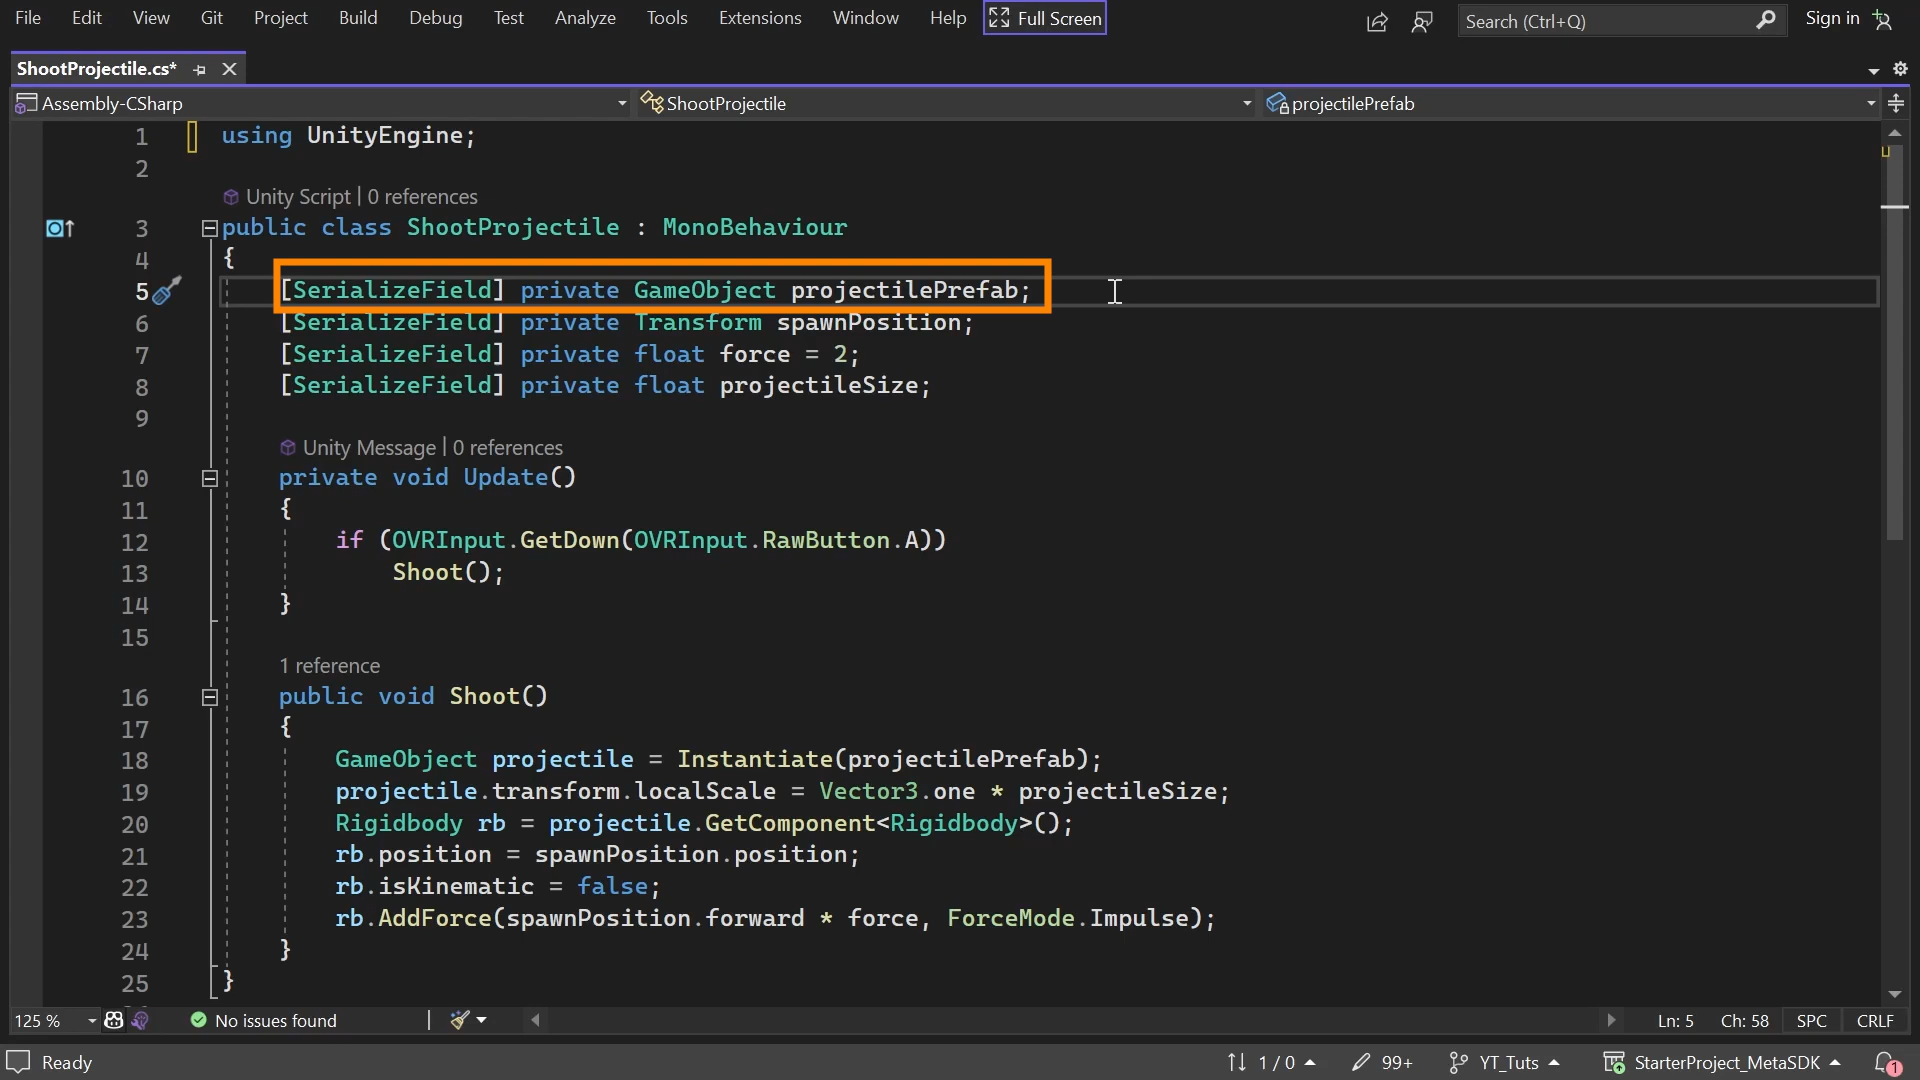 File Edit View Git Project Build Debug Test Analyze Tools Extensions Window Help Full Screen Search (Ctrl+Q) Sign in
ShootProjectile.cs*
Assembly-CSharp ShootProjectile projectilePrefab
1 using UnityEngine;
2
Unity Script | 0 references
3 public class ShootProjectile : MonoBehaviour
4 {
5 [SerializeField] private GameObject projectilePrefab;
6 [SerializeField] private Transform spawnPosition;
7 [SerializeField] private float force = 2;
8 [SerializeField] private float projectileSize;
9
Unity Message | 0 references
10 private void Update()
11 {
12 if (OVRInput.GetDown(OVRInput.RawButton.A))
13 Shoot();
14 }
15
1 reference
16 public void Shoot()
17 {
18 GameObject projectile = Instantiate(projectilePrefab);
19 projectile.transform.localScale = Vector3.one * projectileSize;
20 Rigidbody rb = projectile.GetComponent<Rigidbody>();
21 rb.position = spawnPosition.position;
22 rb.isKinematic = false;
23 rb.AddForce(spawnPosition.forward * force, ForceMode.Impulse);
24 }
25 }
125 % No issues found Ln: 5 Ch: 58 SPC CRLF
Ready 1 / 0 99+ YT_Tuts StarterProject_MetaSDK 1